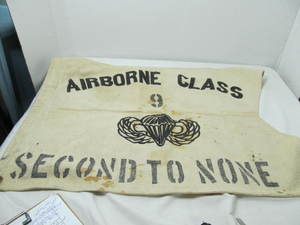 AIRBORNE CLASS
9
SECOND TO NONE